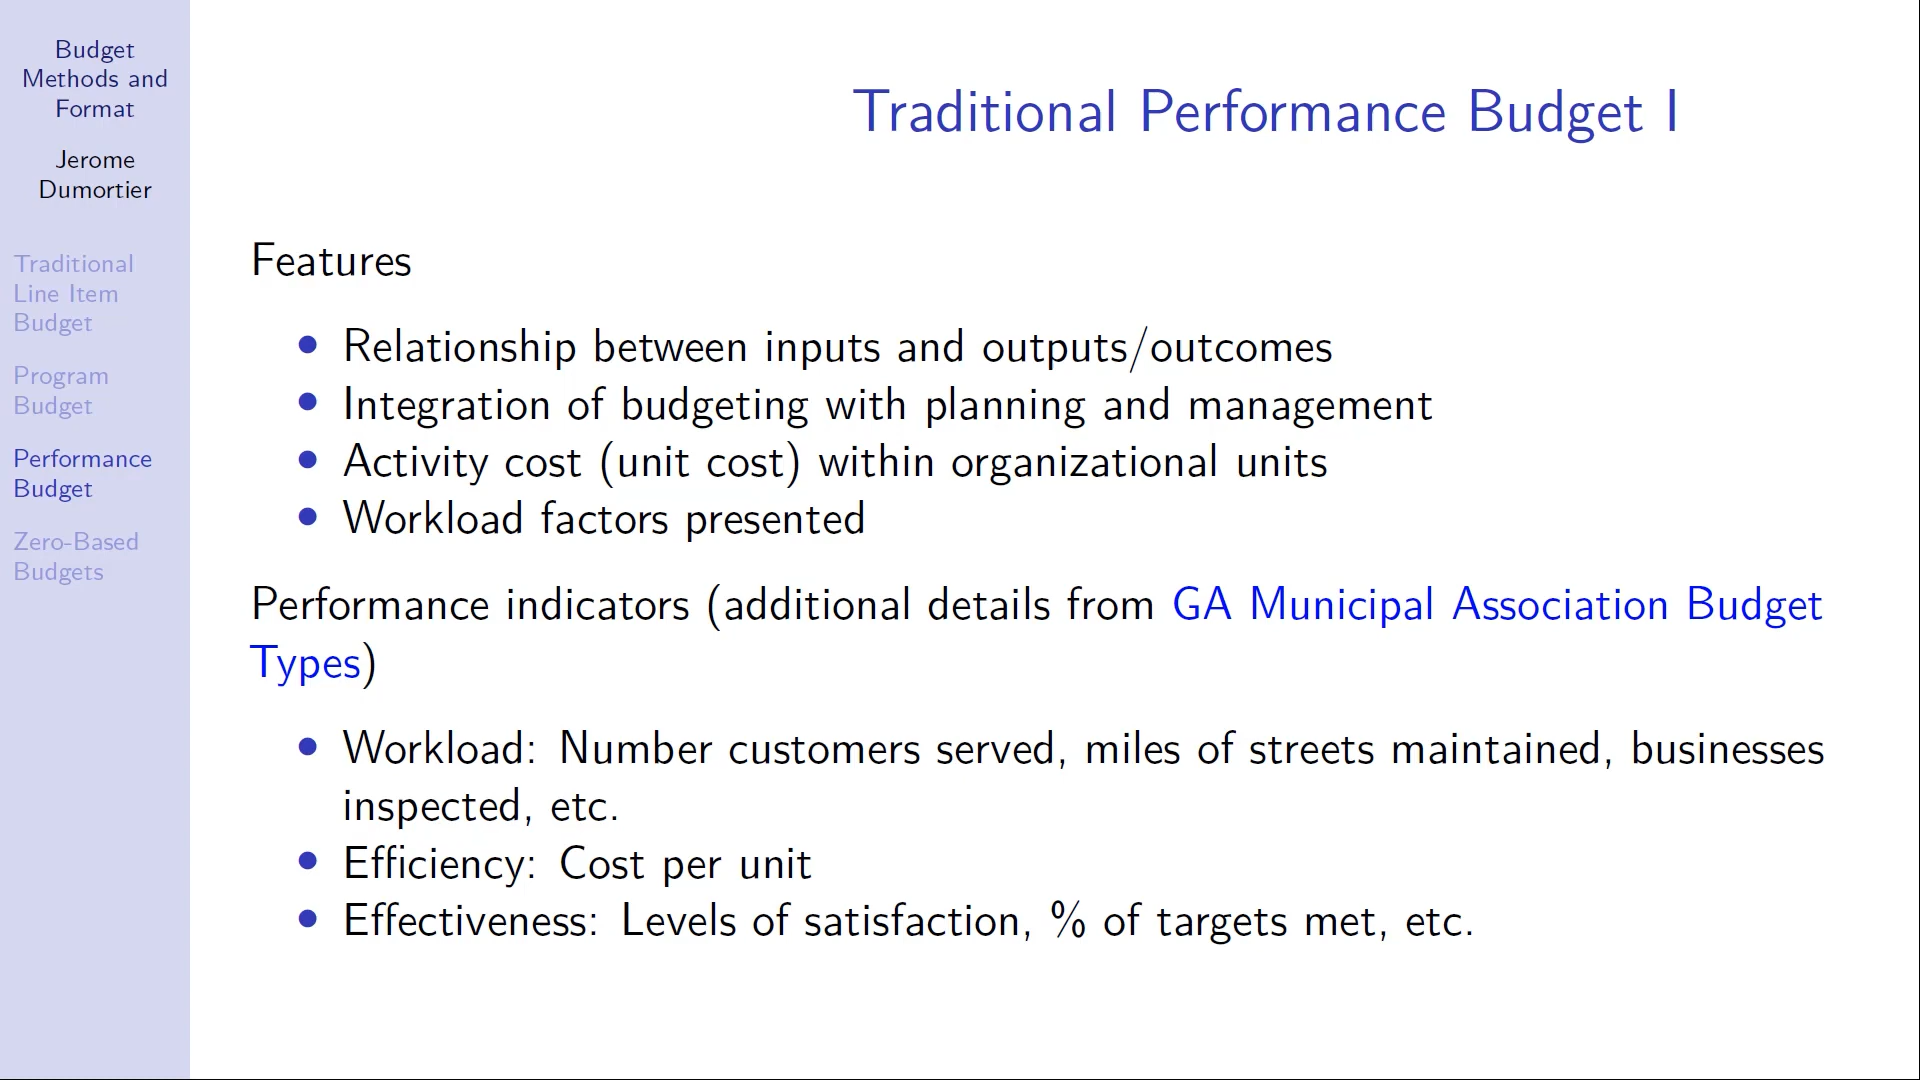 Budget
Methods and
Format
Jerome
Dumortier
Traditional
Line Item
Budget
Program
Budget
Performance
Budget
Zero-Based
Budgets
Traditional Performance Budget I
Features
• Relationship between inputs and outputs/outcomes
• Integration of budgeting with planning and management
• Activity cost (unit cost) within organizational units
• Workload factors presented
Performance indicators (additional details from GA Municipal Association Budget
Types)
• Workload: Number customers served, miles of streets maintained, businesses
inspected, etc.
• Efficiency: Cost per unit
• Effectiveness: Levels of satisfaction, % of targets met, etc.